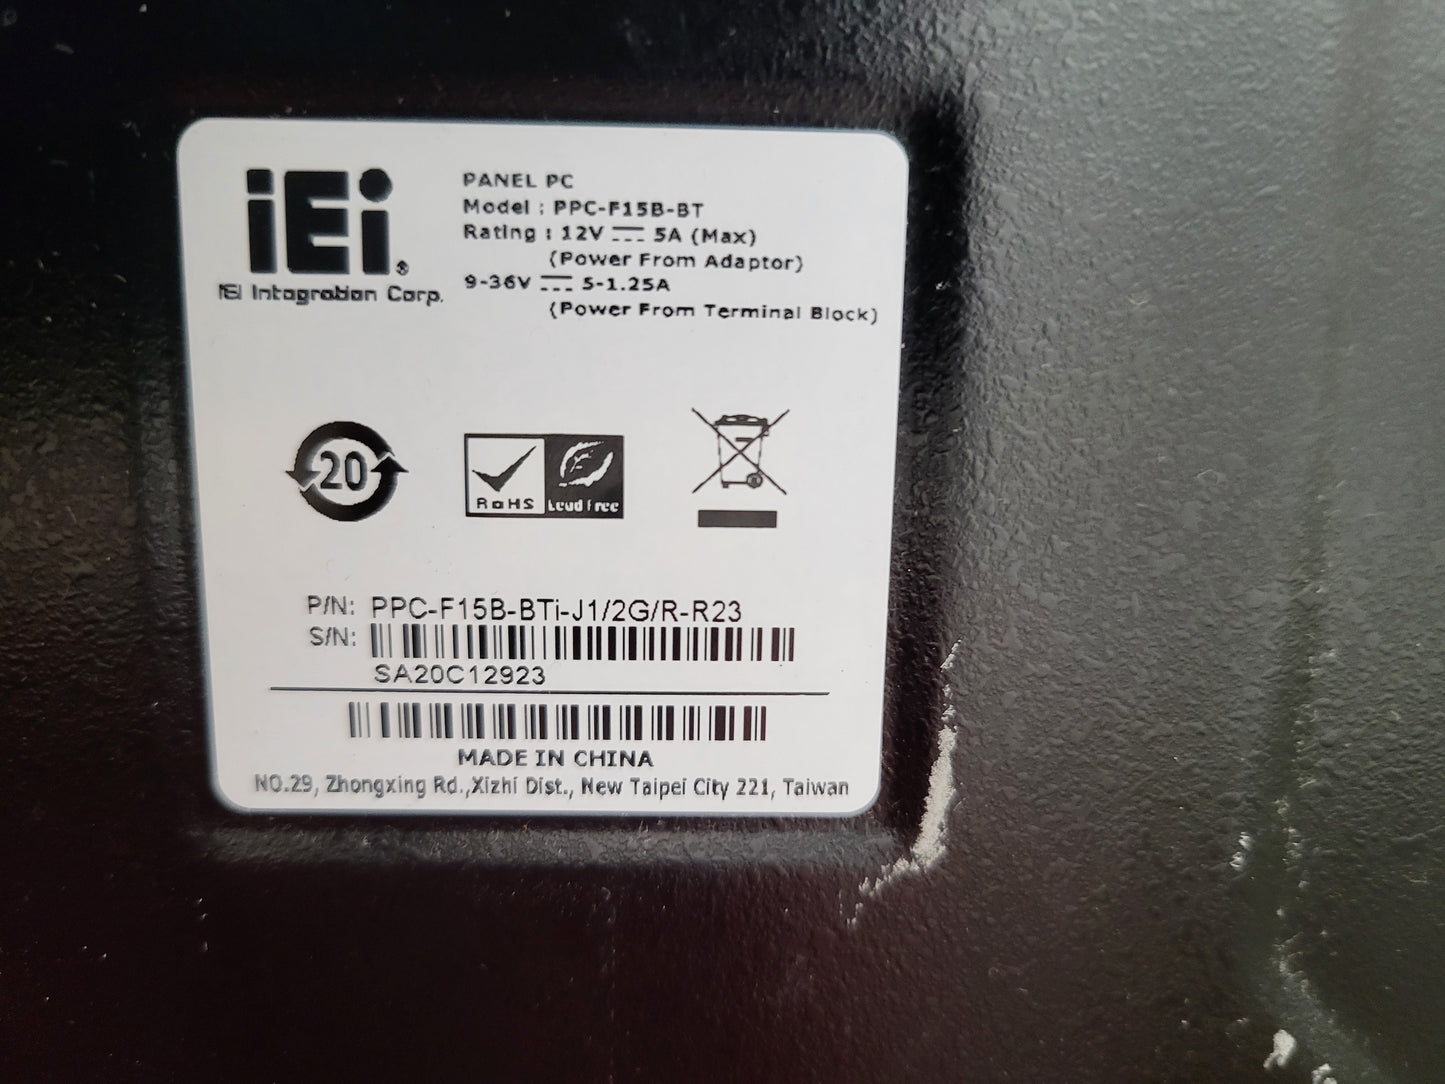 iEi®
IEI Integration Corp.
PANEL PC
Model : PPC-F15B-BT
Rating : 12V ⎓ 5A (Max)
(Power From Adaptor)
9-36V ⎓ 5-1.25A
(Power From Terminal Block)
20
RoHS
Lead Free
P/N: PPC-F15B-BTi-J1/2G/R-R23
S/N:
SA20C12923
MADE IN CHINA
NO.29, Zhongxing Rd.,Xizhi Dist., New Taipei City 221, Taiwan